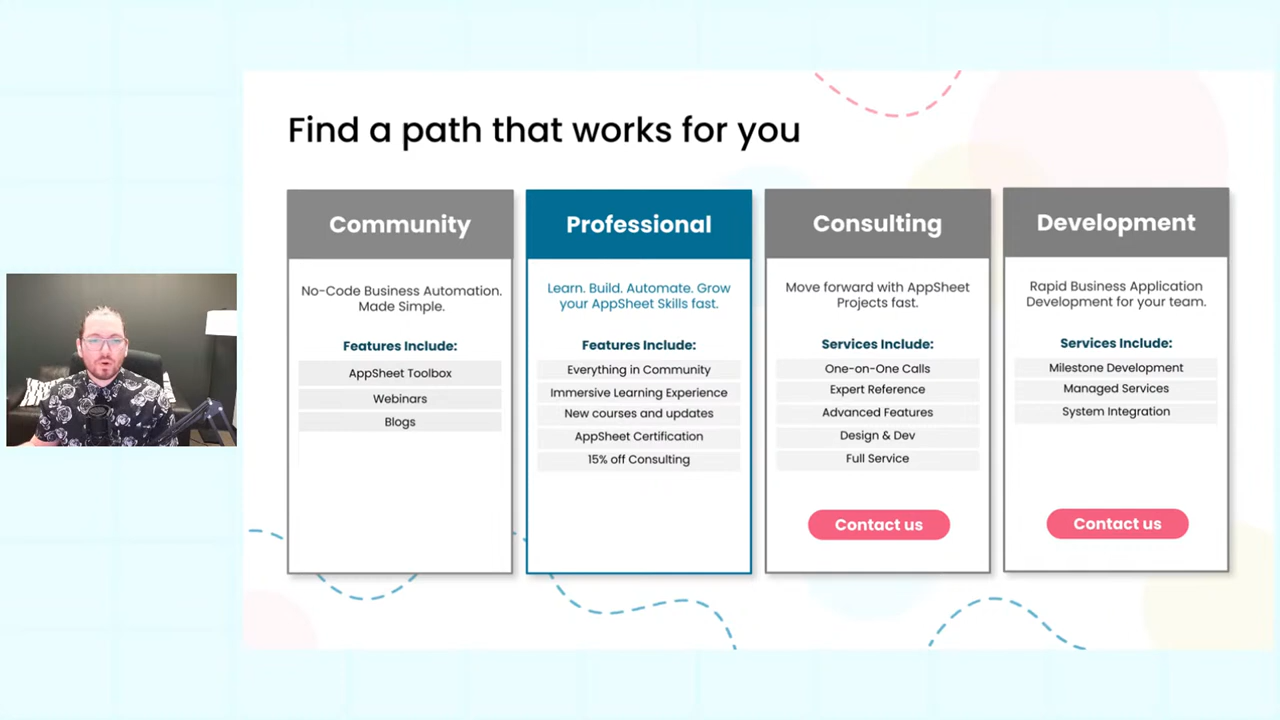 Find a path that works for you
Community
No-Code Business Automation.
Made Simple.
Features Include:
AppSheet Toolbox
Webinars
Blogs
Professional
Learn. Build. Automate. Grow
your AppSheet Skills fast.
Features Include:
Everything in Community
Immersive Learning Experience
New courses and updates
AppSheet Certification
15% off Consulting
Consulting
Move forward with AppSheet
Projects fast.
Services Include:
One-on-One Calls
Expert Reference
Advanced Features
Design & Dev
Full Service
Contact us
Development
Rapid Business Application
Development for your team.
Services Include:
Milestone Development
Managed Services
System Integration
Contact us